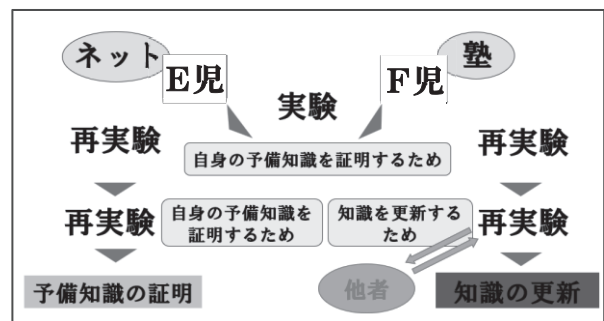 ネット
塾
E児
F児
実験
再実験
再実験
自身の予備知識を証明するため
再実験
自身の予備知識を
証明するため
知識を更新する
ため
再実験
他者
予備知識の証明
知識の更新